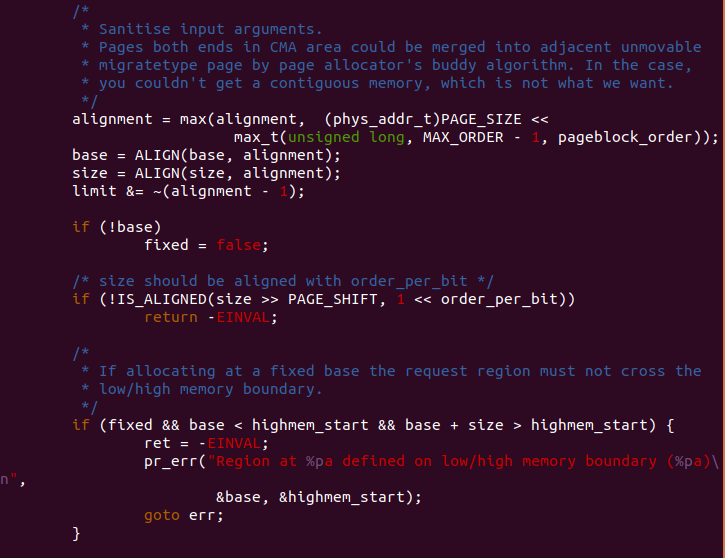 /*
 * Sanitise input arguments.
 * Pages both ends in CMA area could be merged into adjacent unmovable
 * migratetype page by page allocator's buddy algorithm. In the case,
 * you couldn't get a contiguous memory, which is not what we want.
 */
alignment = max(alignment,  (phys_addr_t)PAGE_SIZE <<
                  max_t(unsigned long, MAX_ORDER - 1, pageblock_order));
base = ALIGN(base, alignment);
size = ALIGN(size, alignment);
limit &= ~(alignment - 1);

if (!base)
        fixed = false;

/* size should be aligned with order_per_bit */
if (!IS_ALIGNED(size >> PAGE_SHIFT, 1 << order_per_bit))
        return -EINVAL;

/*
 * If allocating at a fixed base the request region must not cross the
 * low/high memory boundary.
 */
if (fixed && base < highmem_start && base + size > highmem_start) {
        ret = -EINVAL;
        pr_err("Region at %pa defined on low/high memory boundary (%pa)\
n",
                &base, &highmem_start);
        goto err;
}